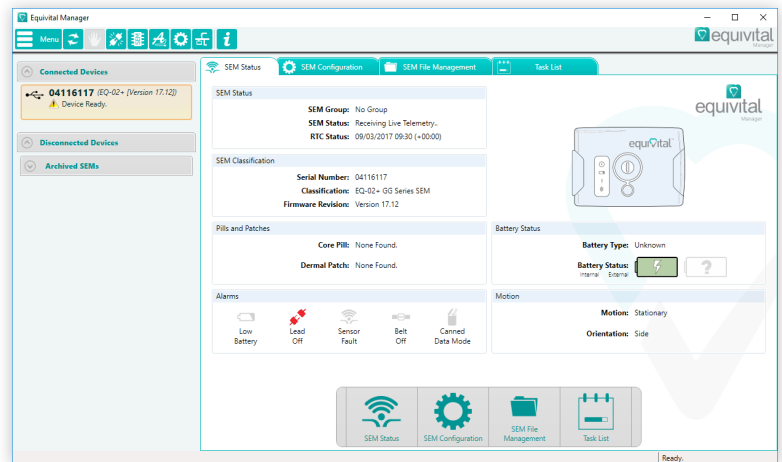 Equivital Manager
Menu
equivital
Manager
Connected Devices
04116117 (EQ-02+ [Version 17.12])
Device Ready.
Disconnected Devices
Archived SEMs
SEM Status
SEM Configuration
SEM File Management
Task List
SEM Status
SEM Group: No Group
SEM Status: Receiving Live Telemetry..
RTC Status: 09/03/2017 09:30 (+00:00)
equivital
Manager
equivital
SEM Classification
Serial Number: 04116117
Classification: EQ-02+ GG Series SEM
Firmware Revision: Version 17.12
Pills and Patches
Core Pill: None Found.
Dermal Patch: None Found.
Battery Status
Battery Type: Unknown
Battery Status:
Internal External
?
Alarms
Low
Battery
Lead
Off
Sensor
Fault
Belt
Off
Canned
Data Mode
Motion
Motion: Stationary
Orientation: Side
SEM Status
SEM Configuration
SEM File
Management
Task List
Ready.